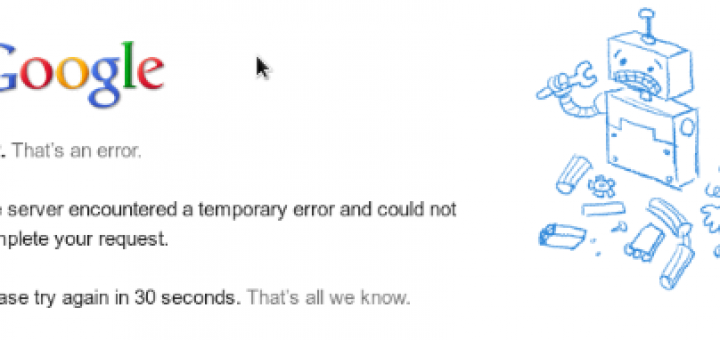 Google
. That's an error.
server encountered a temporary error and could not
your request.
try again in 30 seconds. That's all we know.